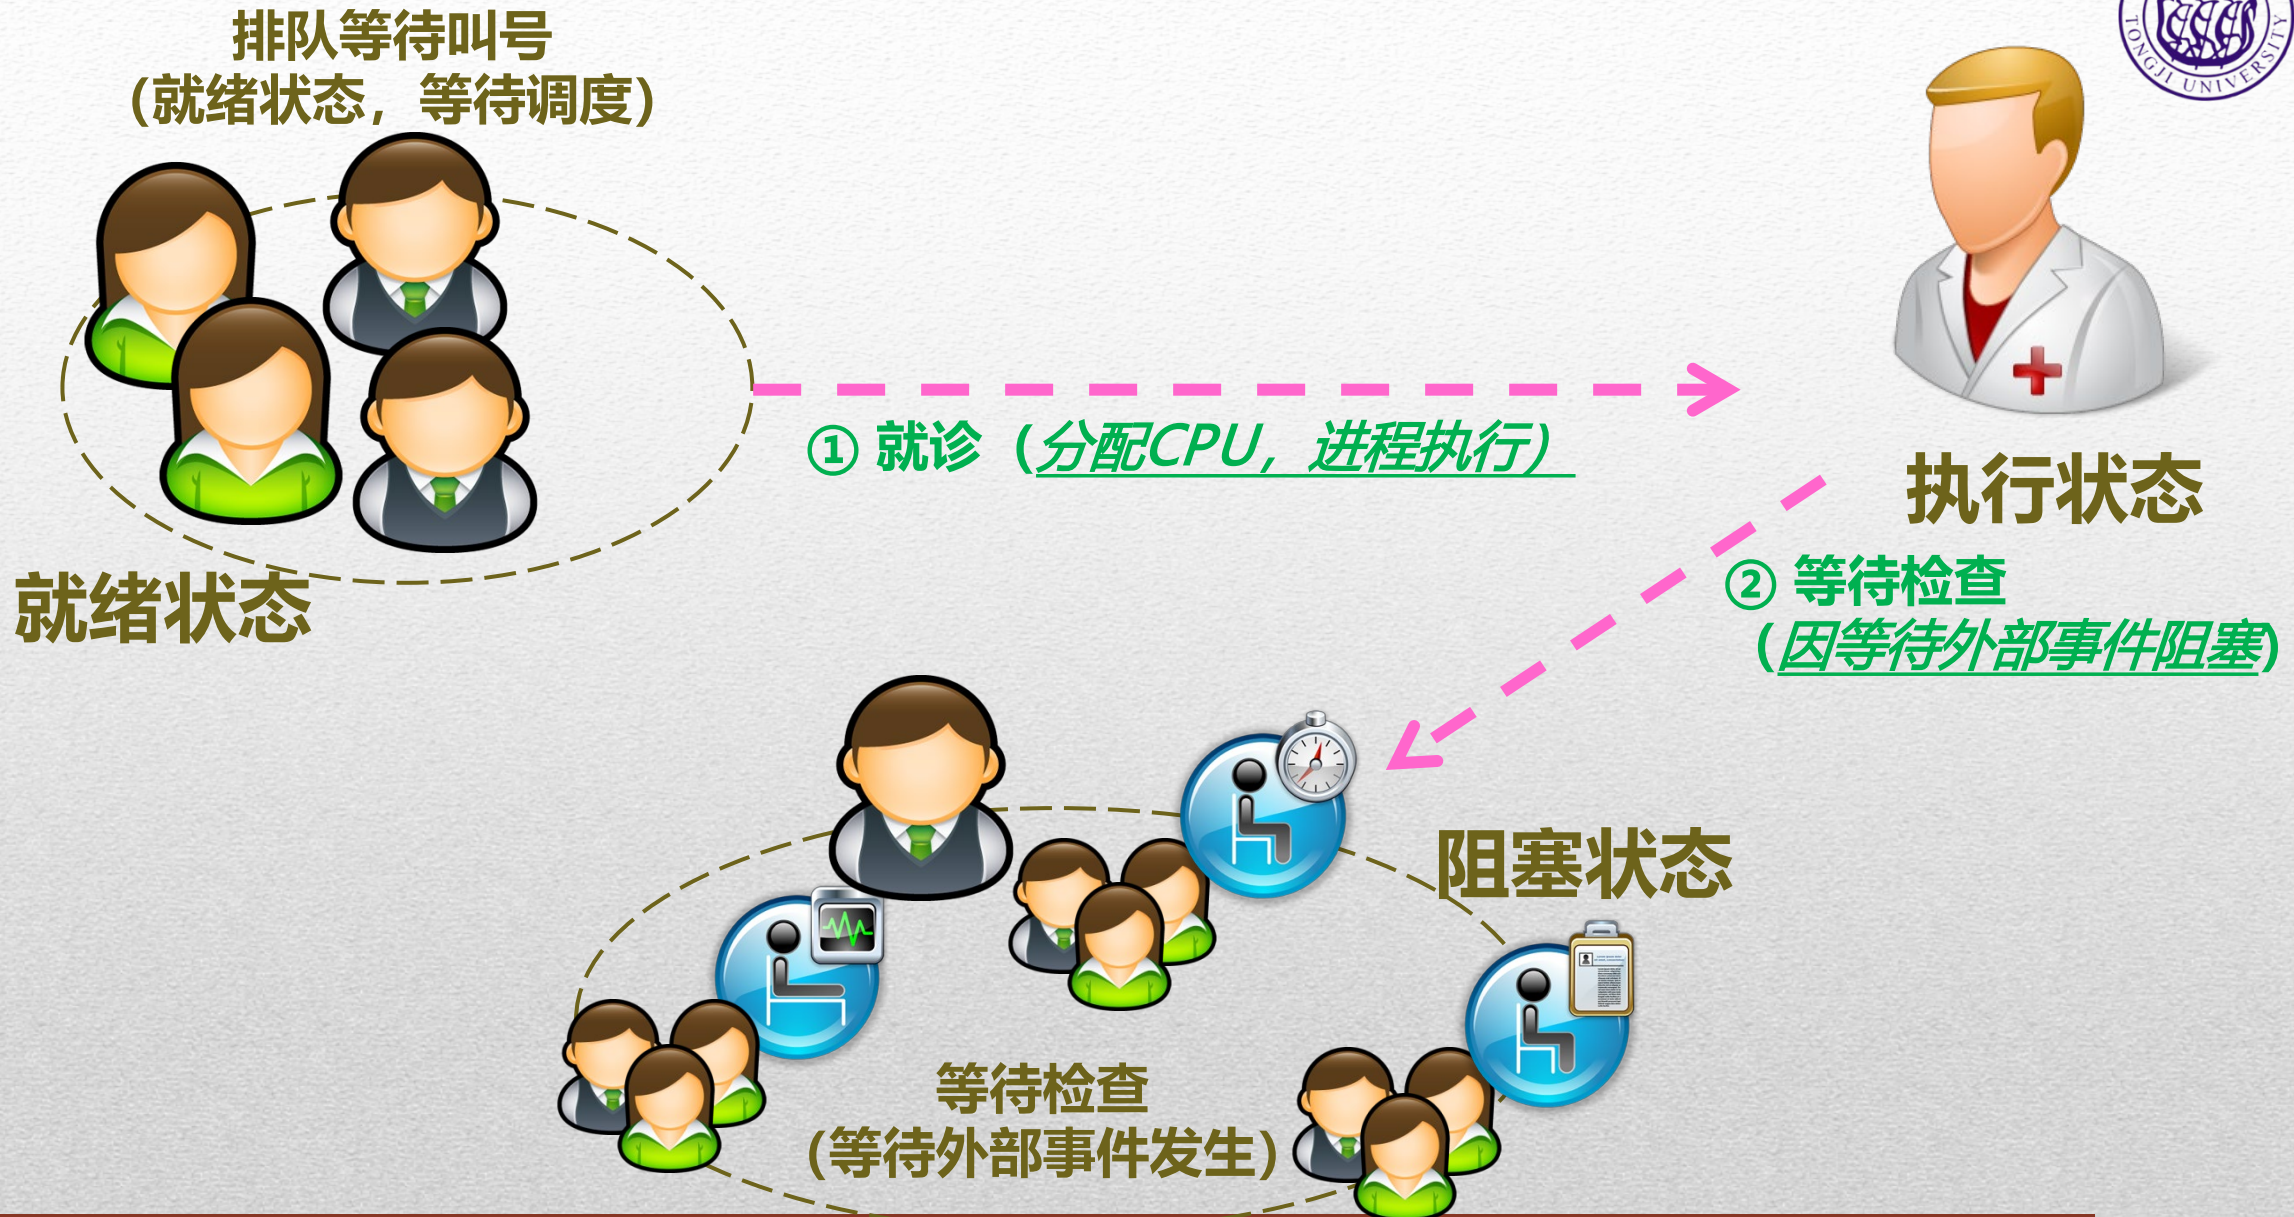 排队等待叫号
（就绪状态，等待调度）
TONGJI UNIVERSITY
① 就诊（分配CPU，进程执行）
执行状态
就绪状态
② 等待检查
（因等待外部事件阻塞）
阻塞状态
等待检查
（等待外部事件发生）